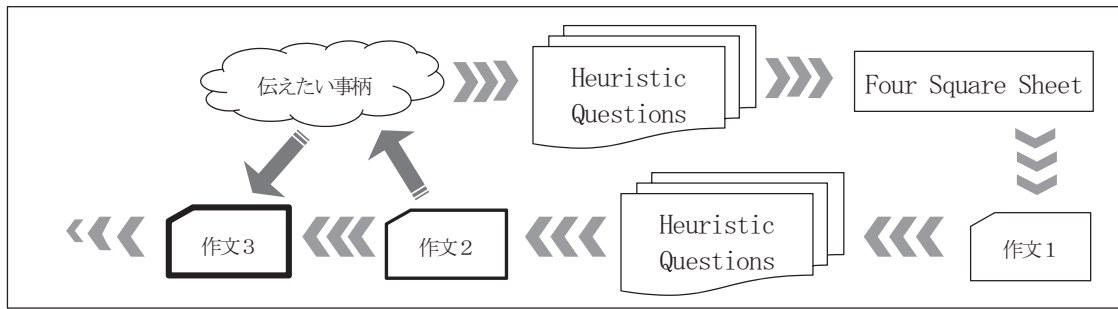 伝えたい事柄
Heuristic
Questions
Four Square Sheet
作文1
Heuristic
Questions
作文2
作文3